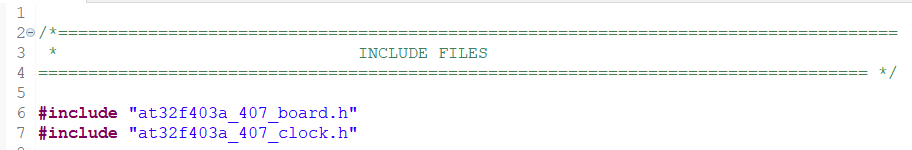 1
2 /*====================================================================================
3  *                              INCLUDE FILES
4 =================================================================================== */
5
6 #include "at32f403a_407_board.h"
7 #include "at32f403a_407_clock.h"